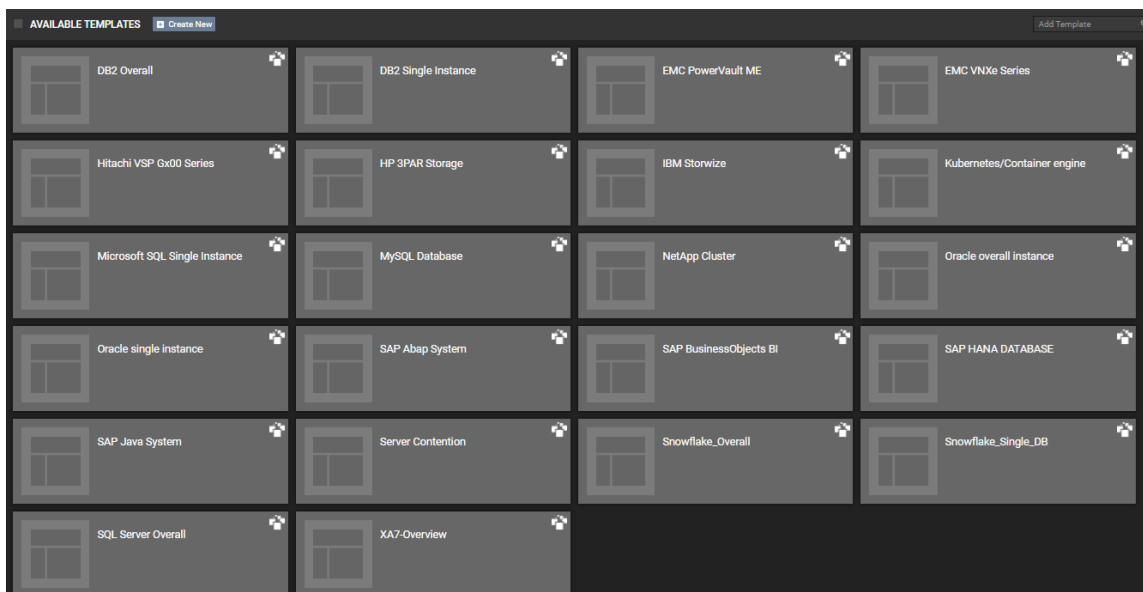 AVAILABLE TEMPLATES Create New Add Template
DB2 Overall DB2 Single Instance EMC PowerVault ME EMC VNXe Series
Hitachi VSP Gx00 Series HP 3PAR Storage IBM Storwize Kubernetes/Container engine
Microsoft SQL Single Instance MySQL Database NetApp Cluster Oracle overall instance
Oracle single instance SAP Abap System SAP BusinessObjects BI SAP HANA DATABASE
SAP Java System Server Contention Snowflake_Overall Snowflake_Single_DB
SQL Server Overall XA7-Overview